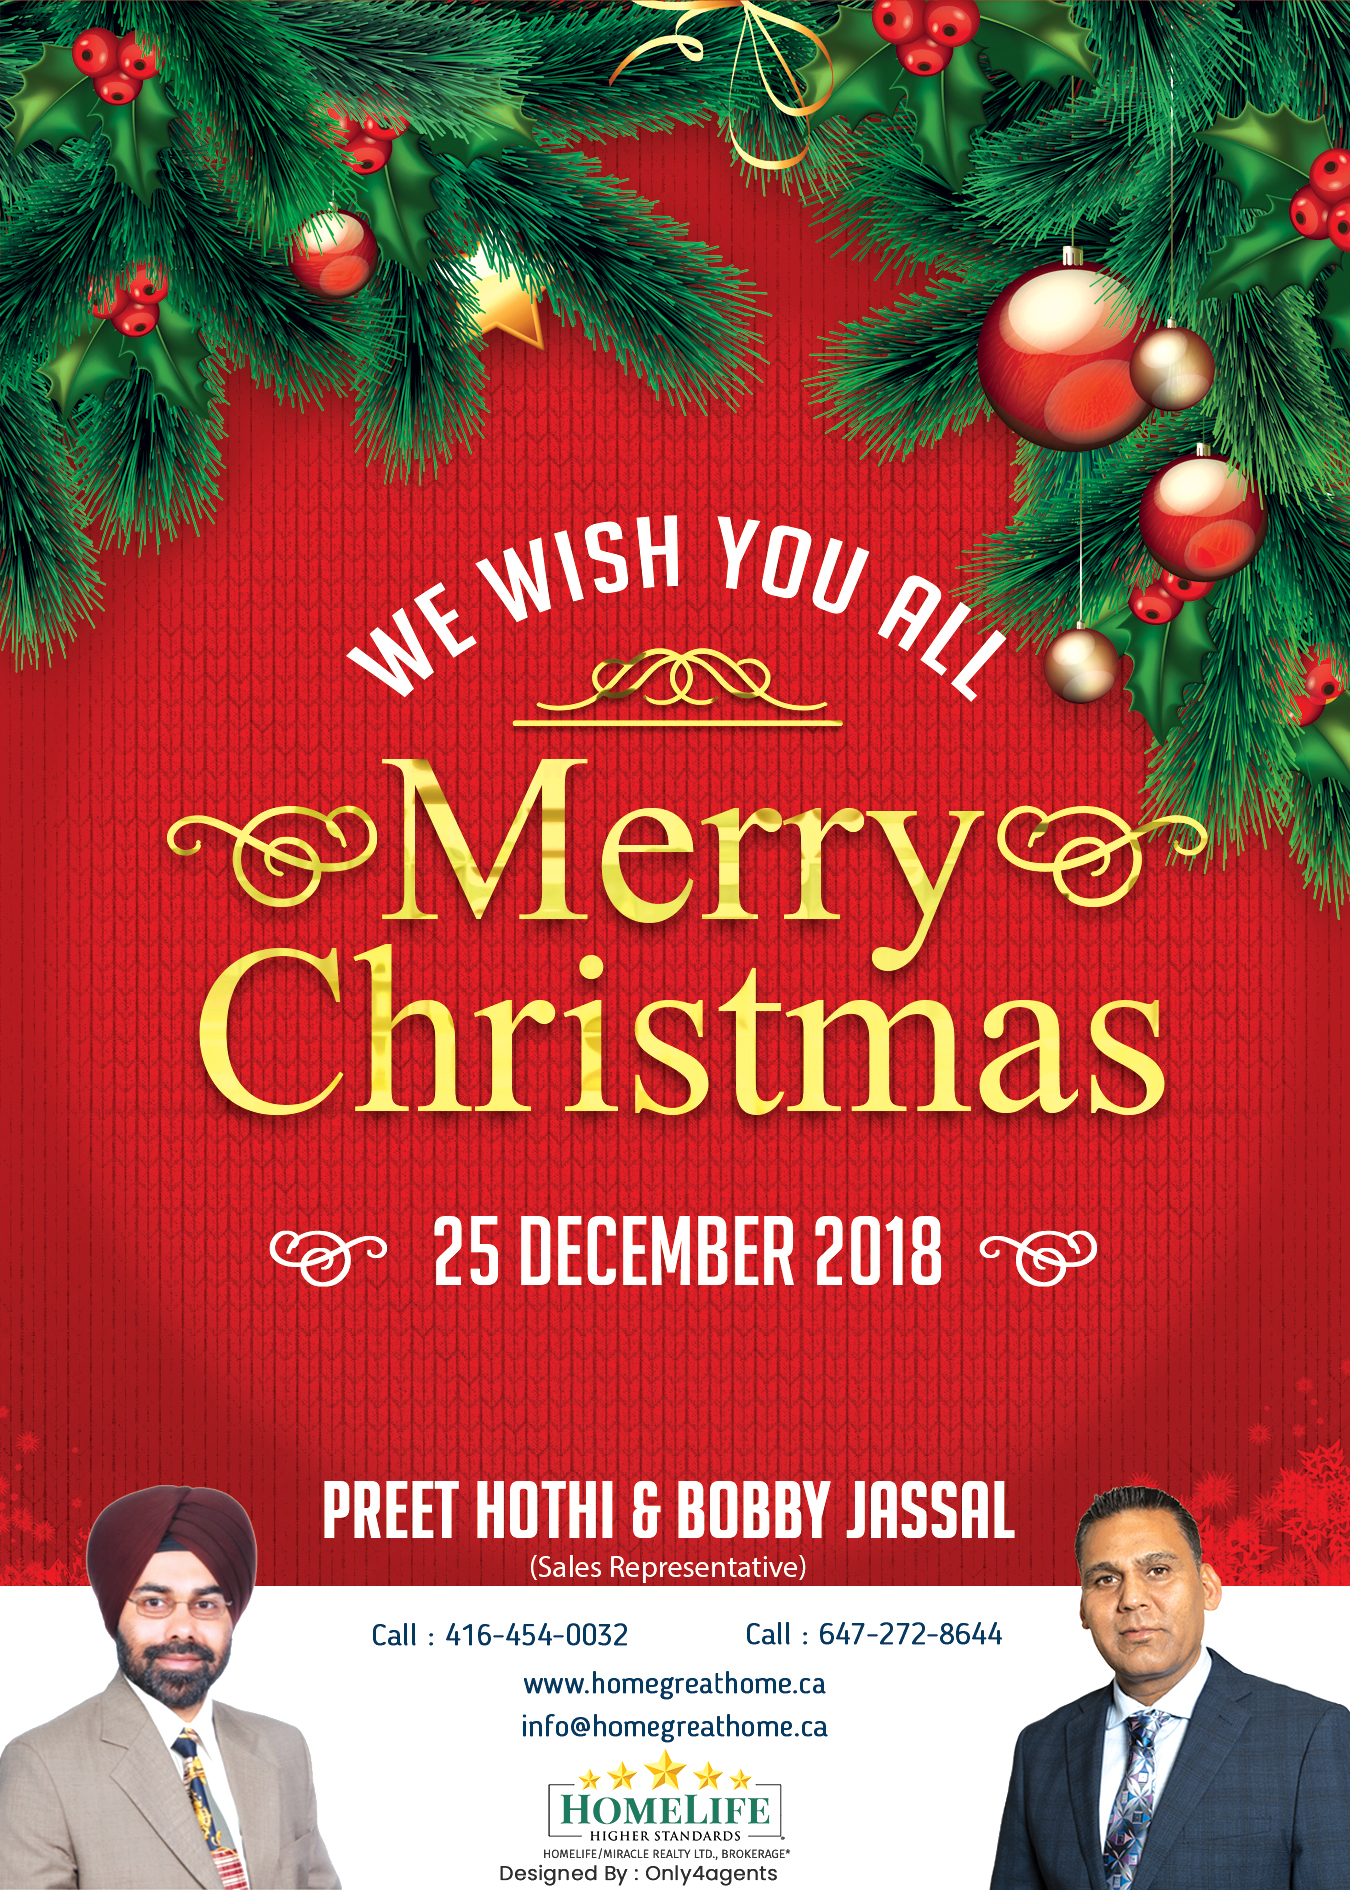 WE WISH YOU ALL
Merry
Christmas
25 DECEMBER 2018
PREET HOTHI & BOBBY JASSAL
(Sales Representative)
Call : 416-454-0032
Call : 647-272-8644
www.homegreathome.ca
info@homegreathome.ca
HOMELIFE
HIGHER STANDARDS
HOMELIFE/MIRACLE REALTY LTD., BROKERAGE*
Designed By : Only4agents